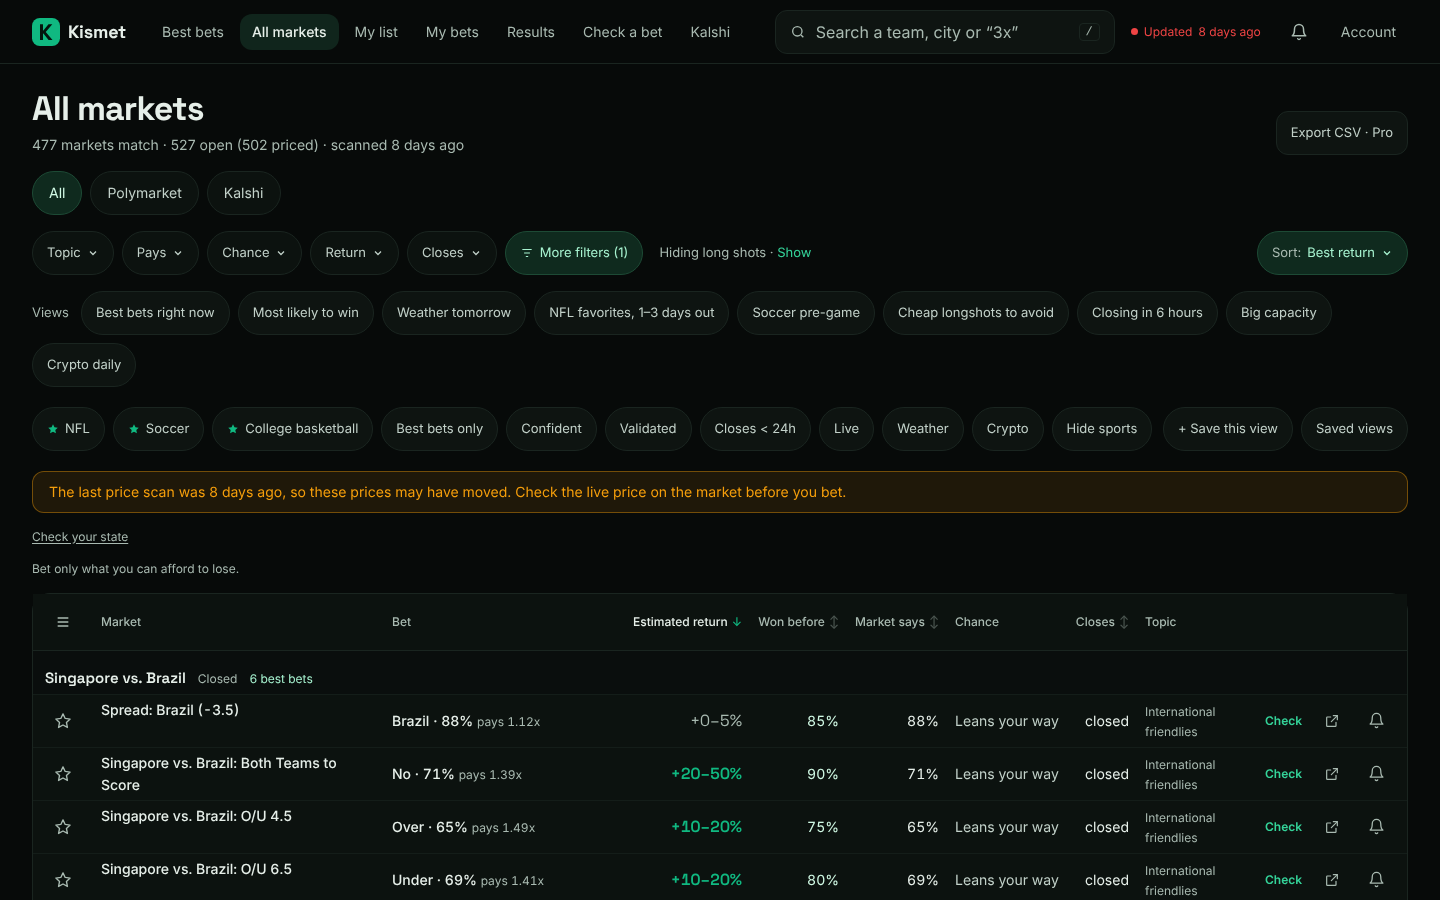 K Kismet Best bets All markets My list My bets Results Check a bet Kalshi Search a team, city or “3x” / Updated 8 days ago Account
All markets
477 markets match · 527 open (502 priced) · scanned 8 days ago
Export CSV · Pro
All Polymarket Kalshi
Topic Pays Chance Return Closes More filters (1) Hiding long shots · Show Sort: Best return
Views Best bets right now Most likely to win Weather tomorrow NFL favorites, 1–3 days out Soccer pre-game Cheap longshots to avoid Closing in 6 hours Big capacity
Crypto daily
NFL Soccer College basketball Best bets only Confident Validated Closes < 24h Live Weather Crypto Hide sports + Save this view Saved views
The last price scan was 8 days ago, so these prices may have moved. Check the live price on the market before you bet.
Check your state
Bet only what you can afford to lose.
Market Bet Estimated return ↓ Won before Market says Chance Closes Topic
Singapore vs. Brazil Closed 6 best bets
Spread: Brazil (-3.5) Brazil · 88% pays 1.12x +0–5% 85% 88% Leans your way closed International friendlies Check
Singapore vs. Brazil: Both Teams to Score No · 71% pays 1.39x +20–50% 90% 71% Leans your way closed International friendlies Check
Singapore vs. Brazil: O/U 4.5 Over · 65% pays 1.49x +10–20% 75% 65% Leans your way closed International friendlies Check
Singapore vs. Brazil: O/U 6.5 Under · 69% pays 1.41x +10–20% 80% 69% Leans your way closed International friendlies Check